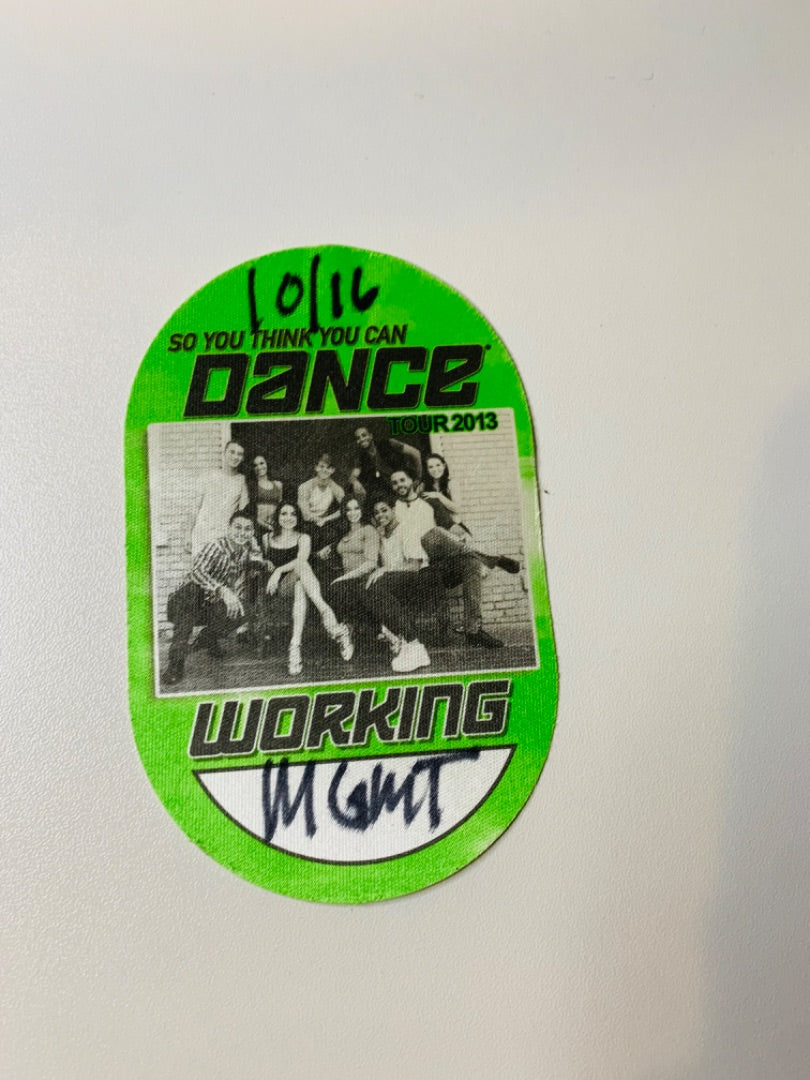 10/16
SO YOU THINK YOU CAN
DANCE
TOUR 2013
WORKING
MGMT